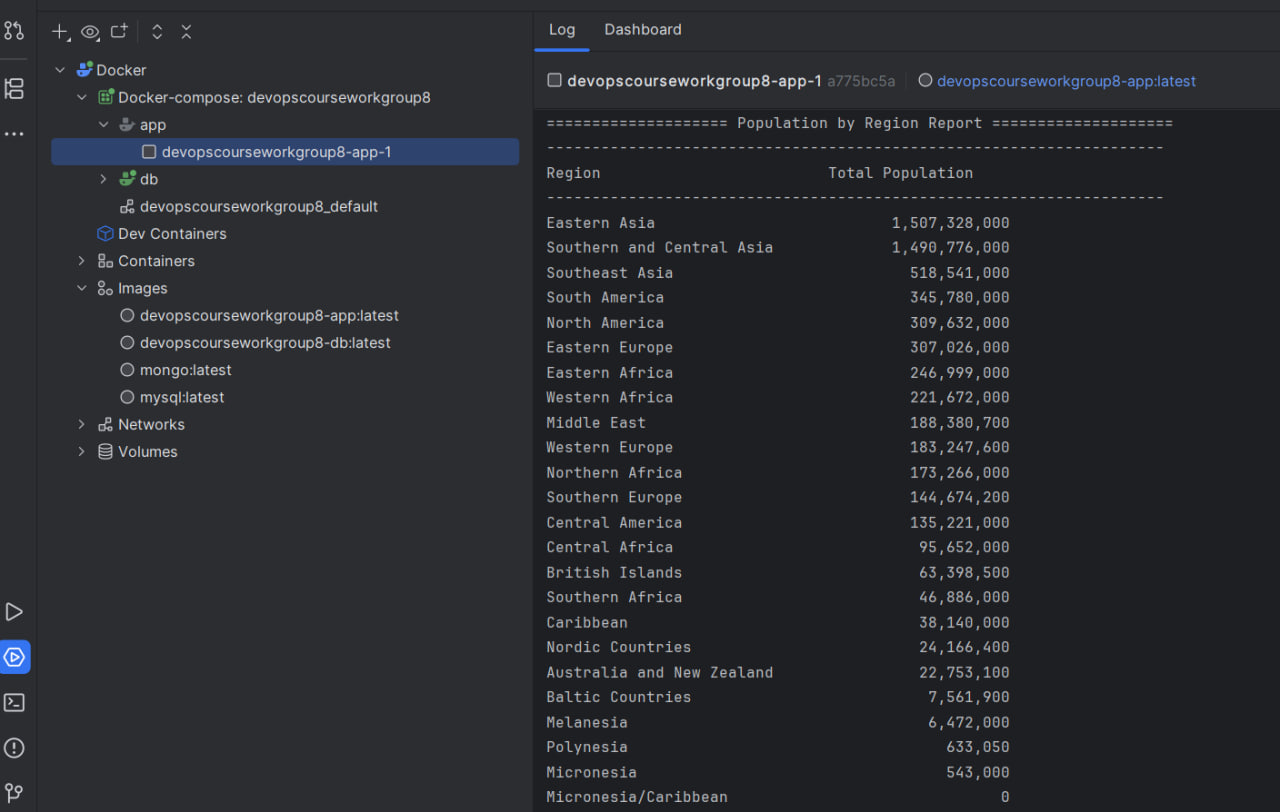 Docker
Docker-compose: devopscourseworkgroup8
app
devopscourseworkgroup8-app-1
db
devopscourseworkgroup8_default
Dev Containers
Containers
Images
devopscourseworkgroup8-app:latest
devopscourseworkgroup8-db:latest
mongo:latest
mysql:latest
Networks
Volumes
Log Dashboard
devopscourseworkgroup8-app-1 a775bc5a devopscourseworkgroup8-app:latest
==================== Population by Region Report ====================
--------------------------------------------------------------------
Region Total Population
--------------------------------------------------------------------
Eastern Asia 1,507,328,000
Southern and Central Asia 1,490,776,000
Southeast Asia 518,541,000
South America 345,780,000
North America 309,632,000
Eastern Europe 307,026,000
Eastern Africa 246,999,000
Western Africa 221,672,000
Middle East 188,380,700
Western Europe 183,247,600
Northern Africa 173,266,000
Southern Europe 144,674,200
Central America 135,221,000
Central Africa 95,652,000
British Islands 63,398,500
Southern Africa 46,886,000
Caribbean 38,140,000
Nordic Countries 24,166,400
Australia and New Zealand 22,753,100
Baltic Countries 7,561,900
Melanesia 6,472,000
Polynesia 633,050
Micronesia 543,000
Micronesia/Caribbean 0